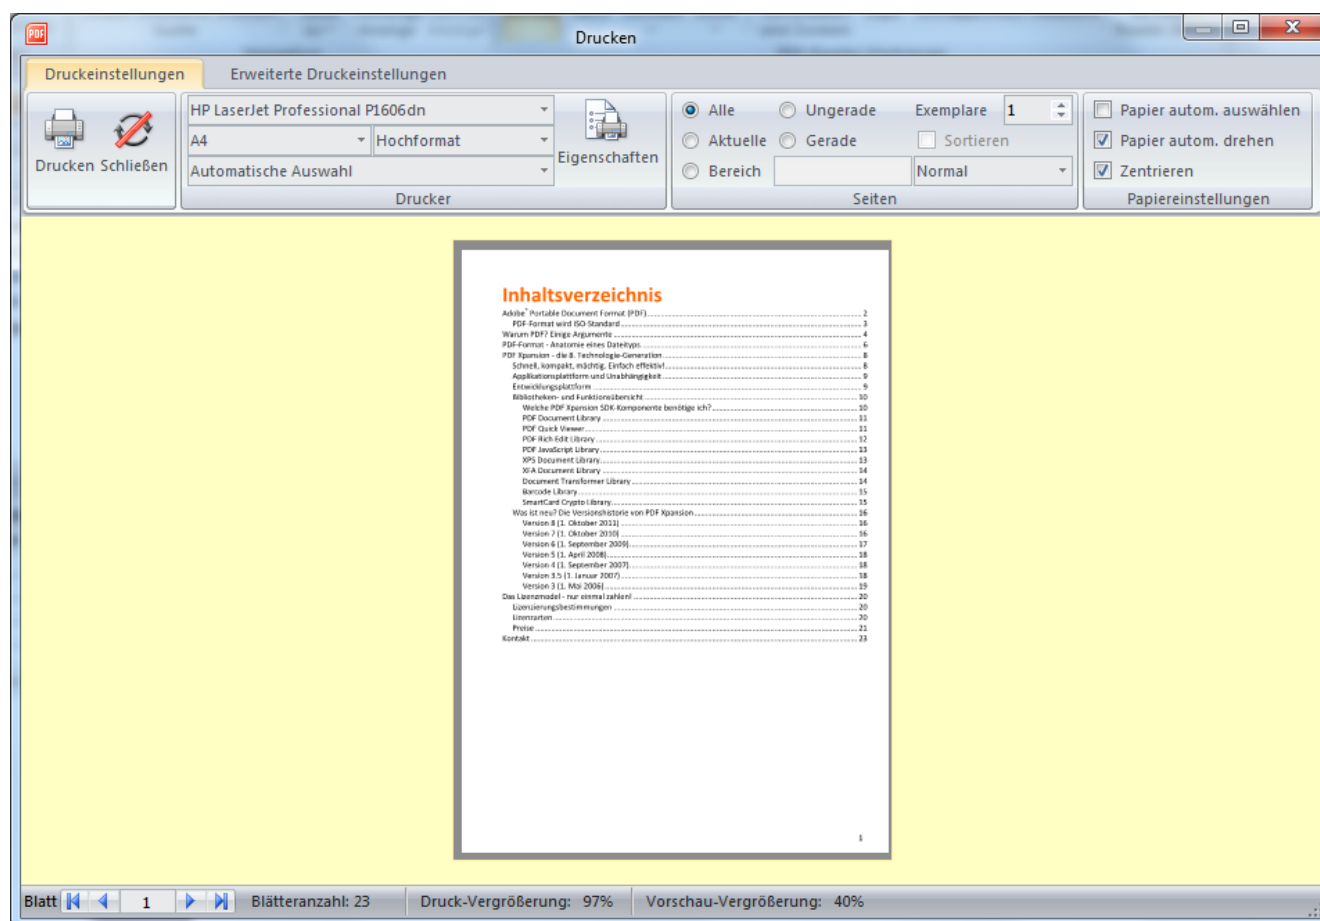 PDF
Drucken
Druckeinstellungen Erweiterte Druckeinstellungen
HP LaserJet Professional P1606dn
A4 Hochformat
Automatische Auswahl
Drucken Schließen
Eigenschaften
Drucker
Alle Ungerade Exemplare 1
Aktuelle Gerade Sortieren
Bereich Normal
Seiten
Papier autom. auswählen
Papier autom. drehen
Zentrieren
Papiereinstellungen
Inhaltsverzeichnis
Adobe® Portable Document Format (PDF) 2
PDF-Format wird ISO-Standard 3
Warum PDF? Einige Argumente 4
PDF-Format - Anatomie eines Dateityps 6
PDF Xpansion - die 8. Technologie-Generation 8
Schnell, kompakt, mächtig. Einfach effektiv! 8
Applikationsplattform und Unabhängigkeit 9
Entwicklungsplattform 9
Bibliotheken- und Funktionsübersicht 10
Welche PDF Xpansion SDK-Komponente benötige ich? 10
PDF Document Library 11
PDF Quick Viewer 11
PDF Rich Edit Library 12
PDF JavaScript Library 13
XPS Document Library 13
XFA Document Library 14
Document Transformer Library 14
Barcode Library 15
SmartCard Crypto Library 15
Was ist neu? Die Versionshistorie von PDF Xpansion 16
Version 8 (1. Oktober 2011) 16
Version 7 (1. Oktober 2010) 16
Version 6 (1. September 2009) 17
Version 5 (1. April 2008) 18
Version 4 (1. September 2007) 18
Version 3.5 (1. Januar 2007) 18
Version 3 (1. Mai 2006) 19
Das Lizenzmodel - nur einmal zahlen! 20
Lizenzierungsbestimmungen 20
Lizenzarten 20
Preise 21
Kontakt 23
1
Blatt 1 Blätteranzahl: 23 Druck-Vergrößerung: 97% Vorschau-Vergrößerung: 40%